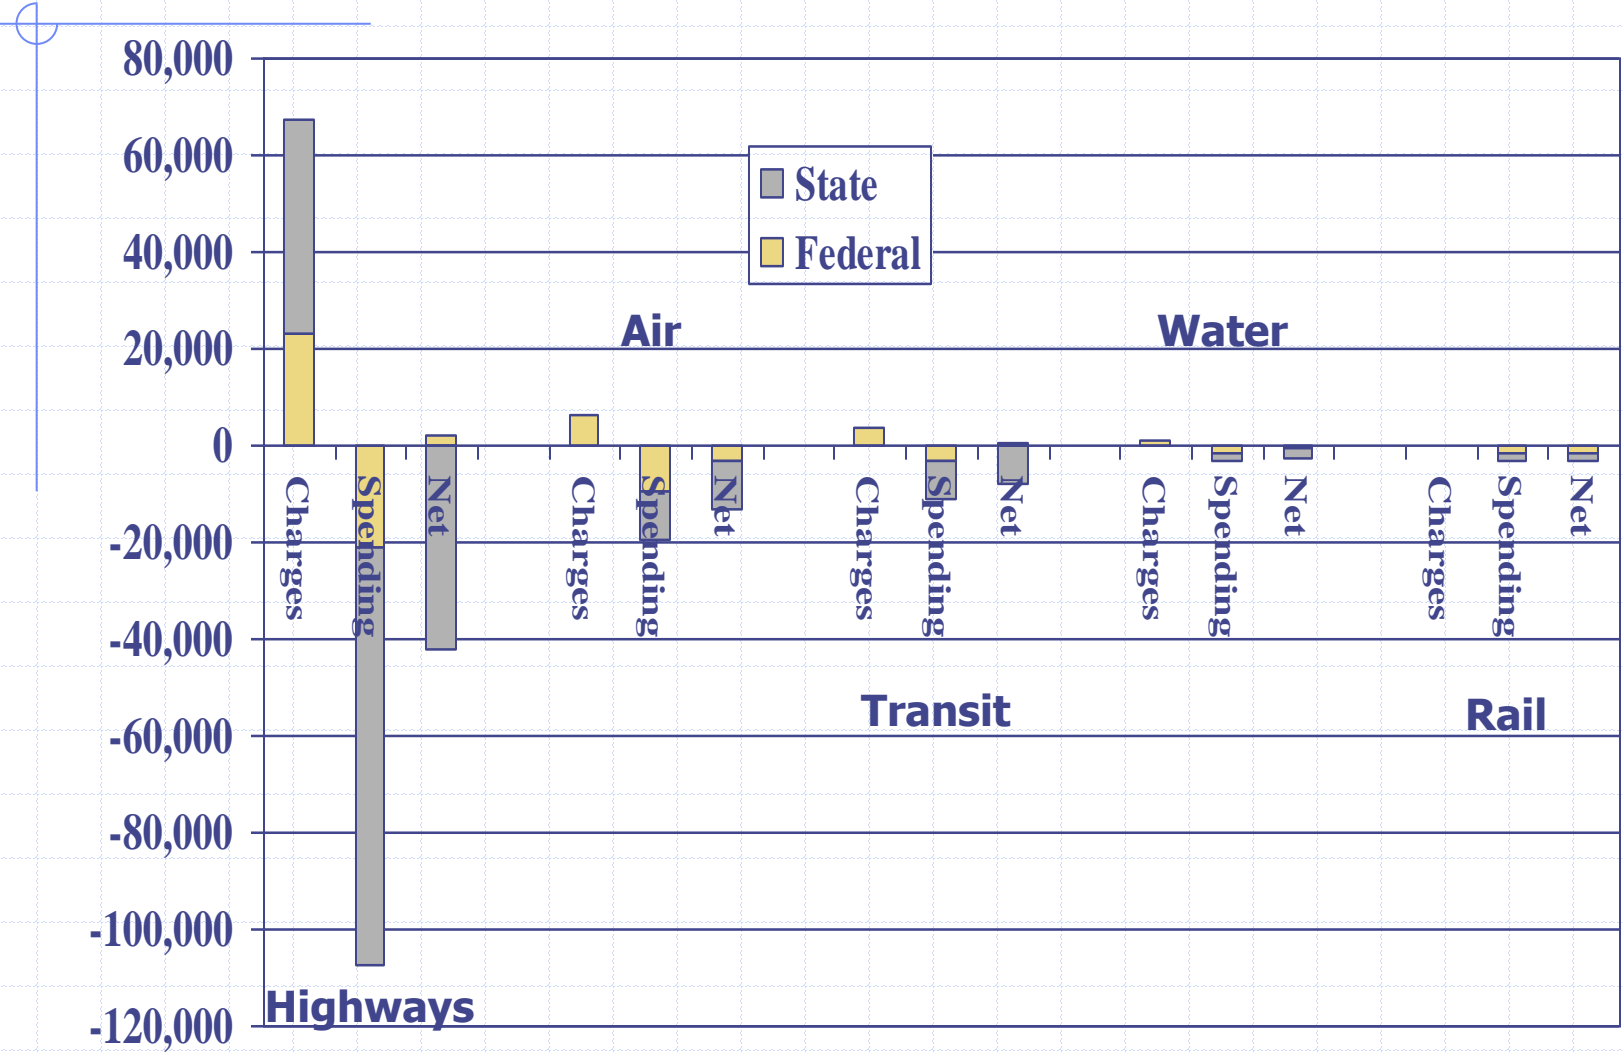 80,000
60,000
40,000
20,000
0
-20,000
-40,000
-60,000
-80,000
-100,000
-120,000
State
Federal
Air
Water
Charges
Spending
Net
Charges
Spending
Net
Charges
Spending
Net
Charges
Spending
Net
Charges
Spending
Net
Transit
Rail
Highways